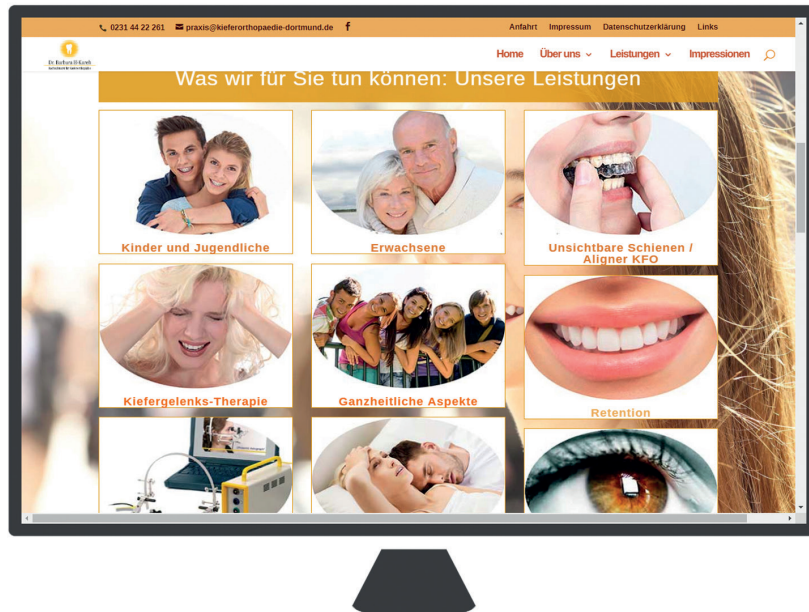 0231 44 22 261 praxis@kieferorthopaedie-dortmund.de f
Anfahrt Impressum Datenschutzerklärung Links
Home Über uns Leistungen Impressionen
Was wir für Sie tun können: Unsere Leistungen
Kinder und Jugendliche
Erwachsene
Unsichtbare Schienen /
Aligner KFO
Kiefergelenks-Therapie
Ganzheitliche Aspekte
Retention